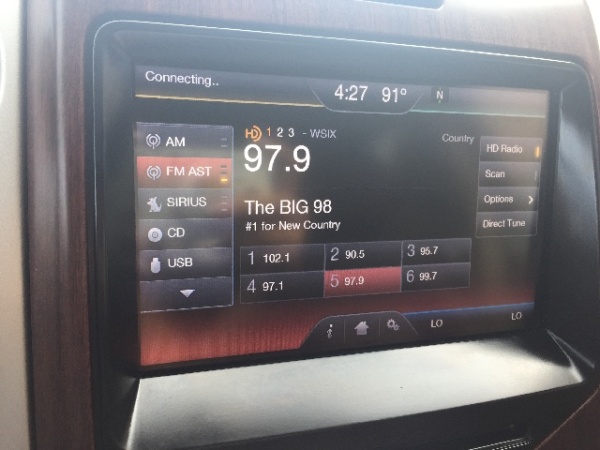 Connecting..
4:27 91° N
AM
FM AST
SIRIUS
CD
USB
HD 1 2 3 - WSIX
Country
97.9
The BIG 98
#1 for New Country
1 102.1 2 90.5 3 95.7
4 97.1 5 97.9 6 99.7
HD Radio
Scan
Options
Direct Tune
i
LO
LO